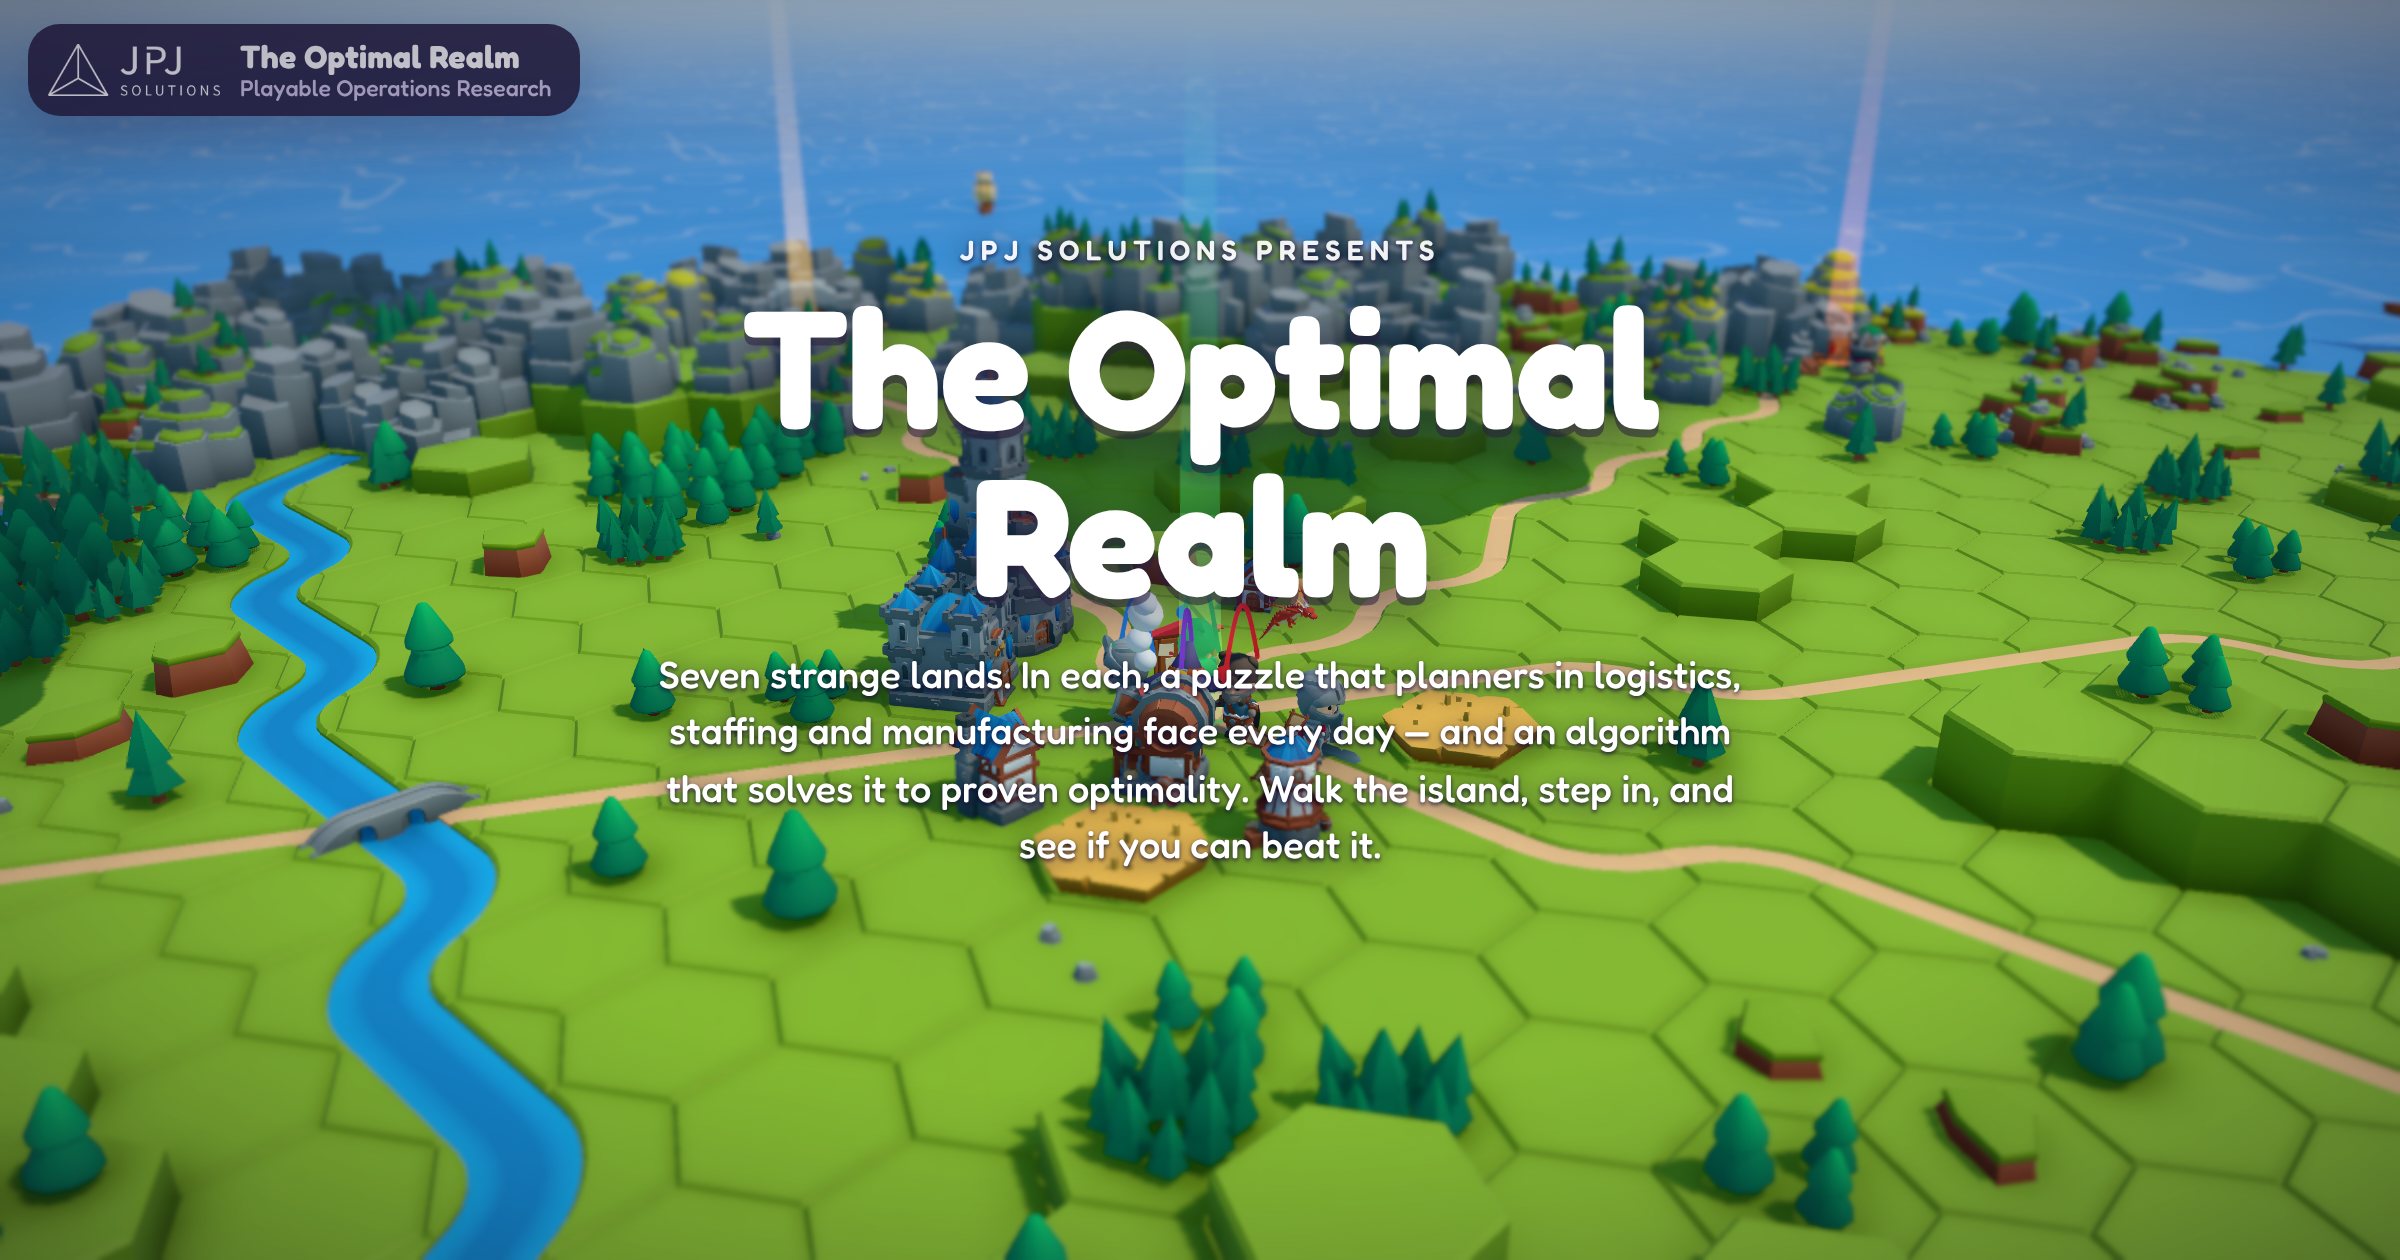 JPJ
SOLUTIONS
The Optimal Realm
Playable Operations Research
JPJ SOLUTIONS PRESENTS
The Optimal
Realm
Seven strange lands. In each, a puzzle that planners in logistics,
staffing and manufacturing face every day — and an algorithm
that solves it to proven optimality. Walk the island, step in, and
see if you can beat it.